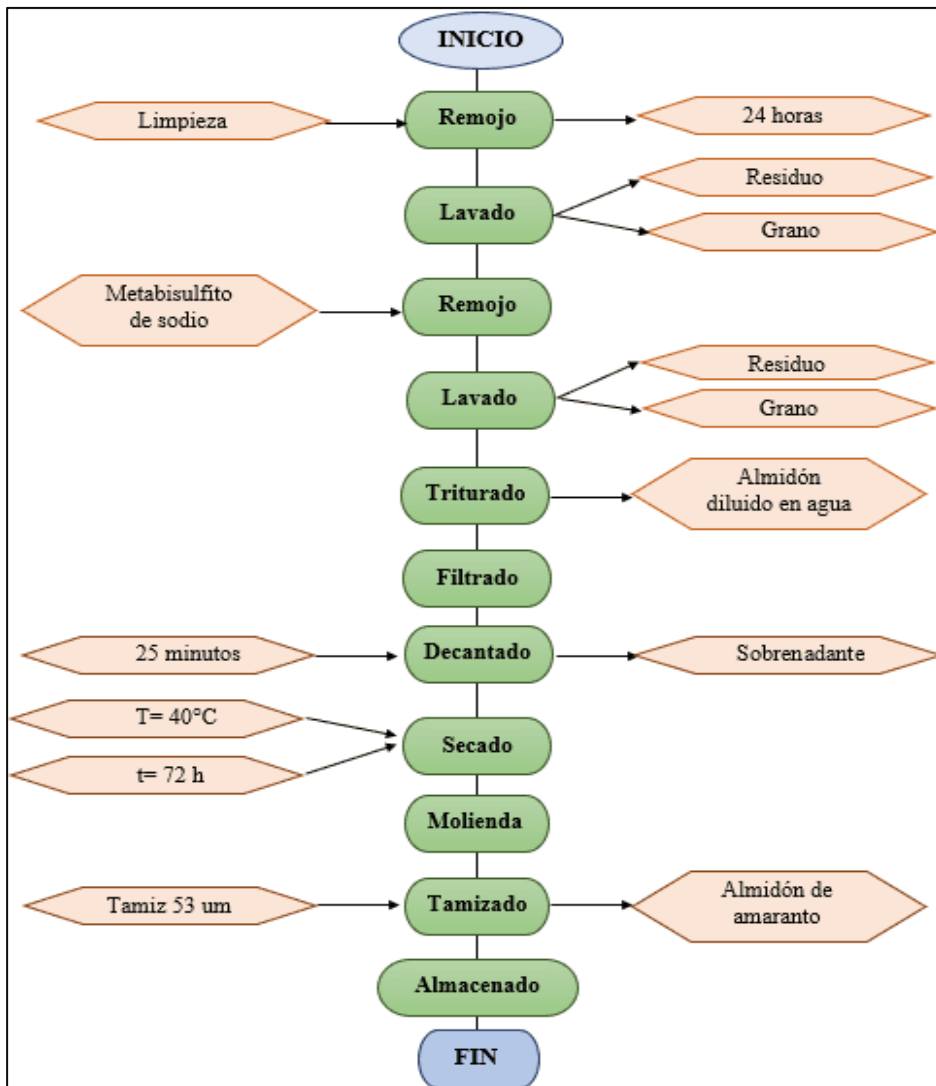 INICIO
Limpieza
Remojo
24 horas
Lavado
Residuo
Grano
Metabisulfito
de sodio
Remojo
Lavado
Residuo
Grano
Triturado
Almidón
diluido en agua
Filtrado
25 minutos
Decantado
Sobrenadante
T= 40°C
t= 72 h
Secado
Molienda
Tamiz 53 um
Tamizado
Almidón de
amaranto
Almacenado
FIN